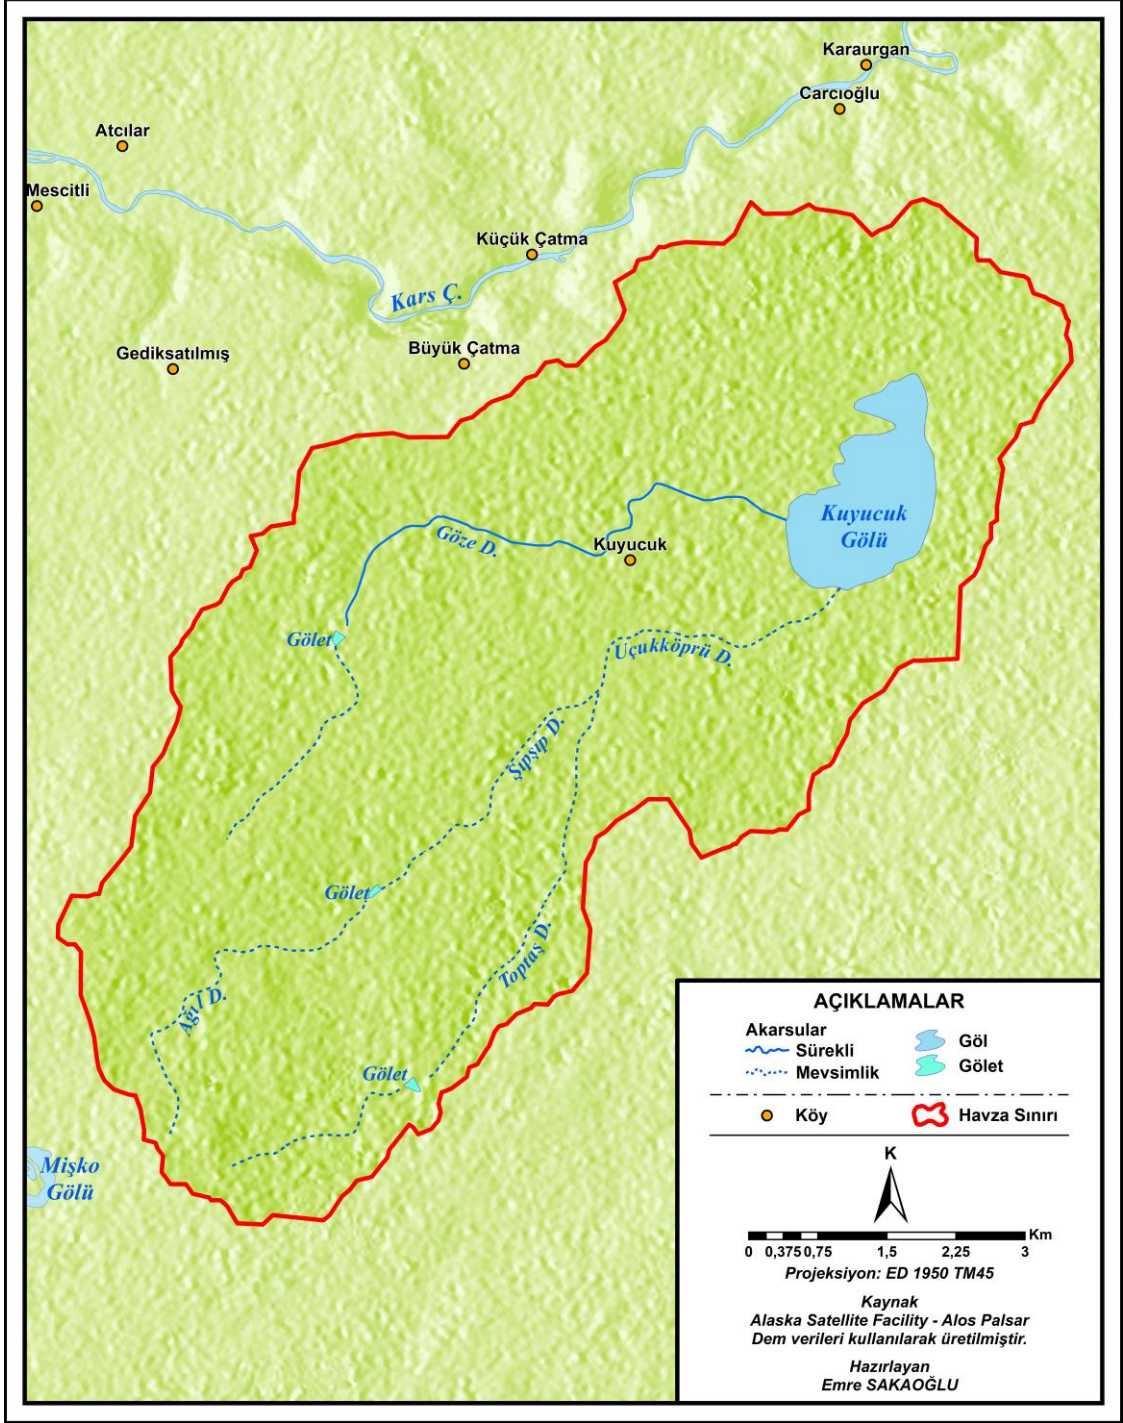 Karaurgan
Carcıoğlu
Atcılar
Mescitli
Küçük Çatma
Kars Ç.
Büyük Çatma
Gediksatılmış
Kuyucuk
Gölü
Göze D.
Kuyucuk
Gölet
Uçukköprü D.
Şıpşıp D.
Gölet
Toptaş D.
Ağıl D.
Gölet
Mişko
Gölü
AÇIKLAMALAR
Akarsular
Sürekli
Mevsimlik
Göl
Gölet
Köy
Havza Sınırı
K
Km
0 0,375 0,75 1,5 2,25 3
Projeksiyon: ED 1950 TM45
Kaynak
Alaska Satellite Facility - Alos Palsar
Dem verileri kullanılarak üretilmiştir.
Hazırlayan
Emre SAKAOĞLU